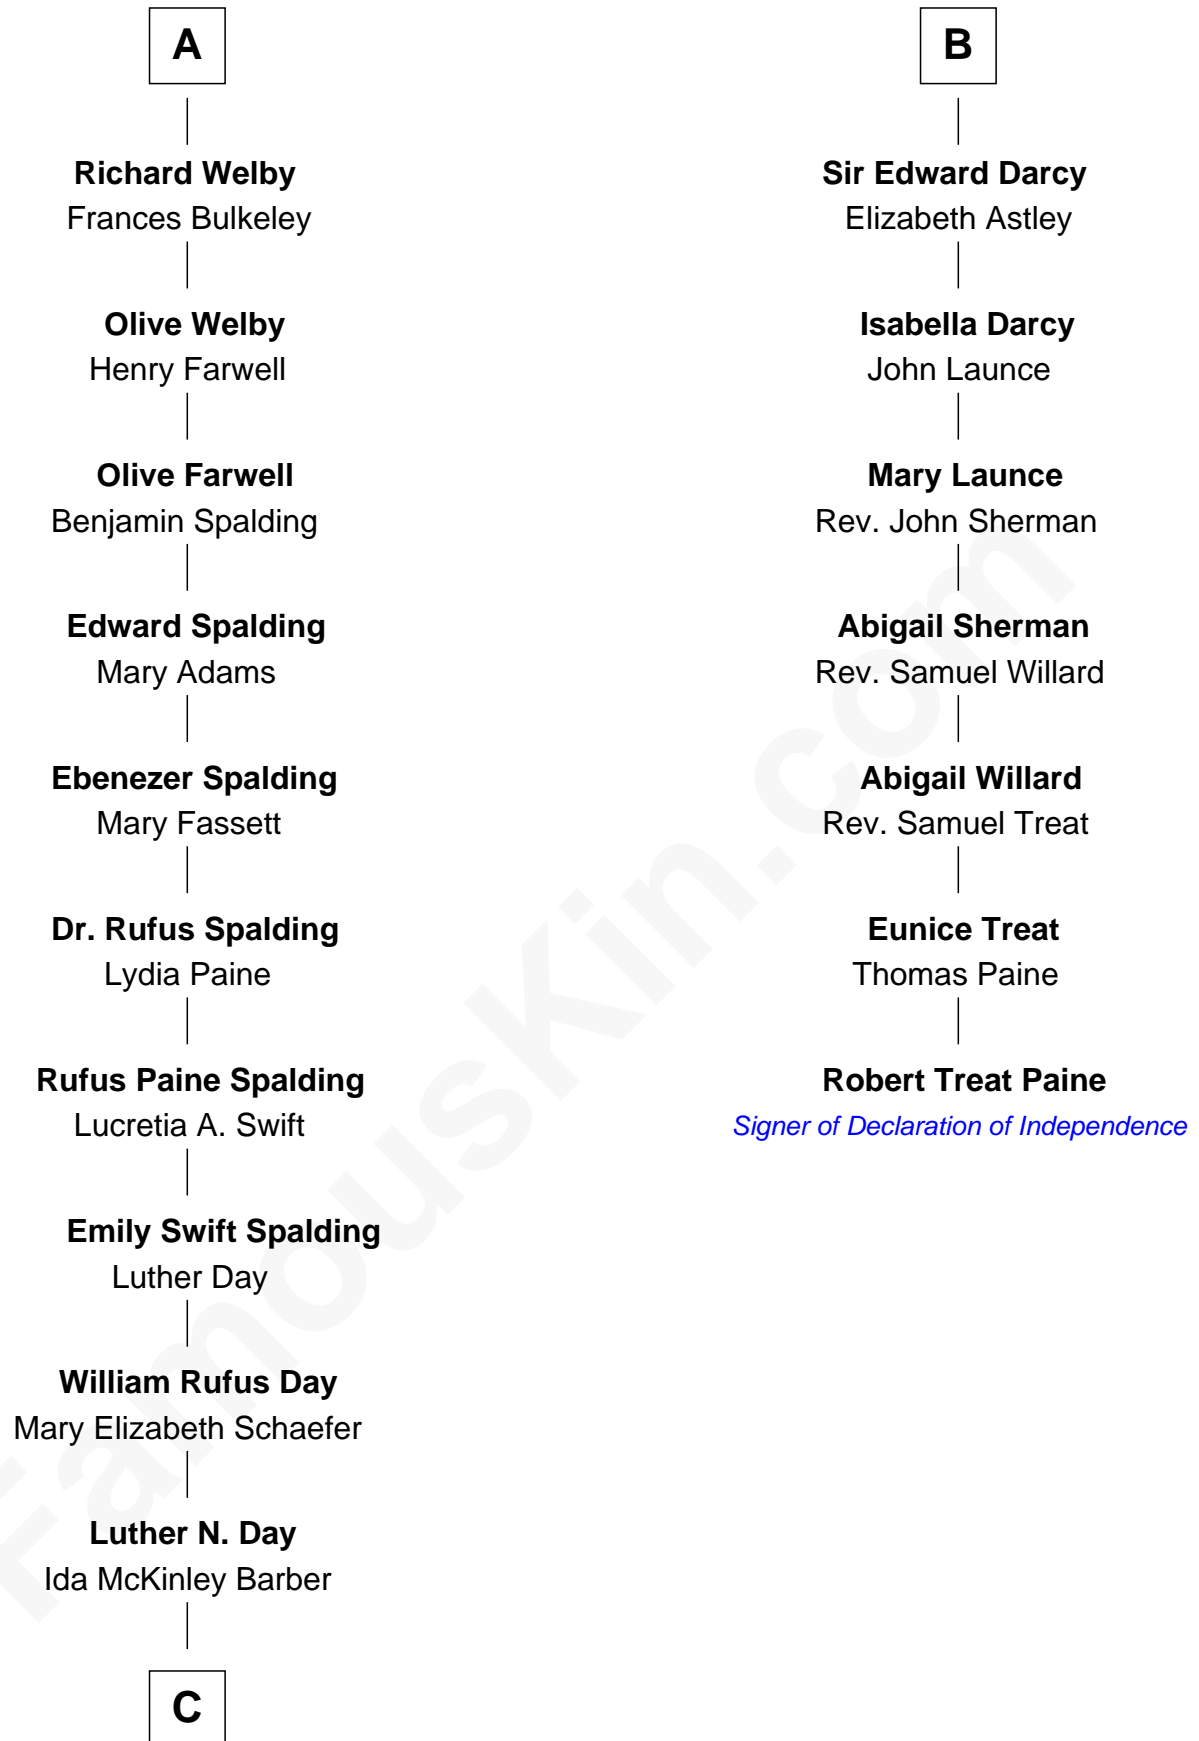 A
Richard Welby
Frances Bulkeley
Olive Welby
Henry Farwell
Olive Farwell
Benjamin Spalding
Edward Spalding
Mary Adams
Ebenezer Spalding
Mary Fassett
Dr. Rufus Spalding
Lydia Paine
Rufus Paine Spalding
Lucretia A. Swift
Emily Swift Spalding
Luther Day
William Rufus Day
Mary Elizabeth Schaefer
Luther N. Day
Ida McKinley Barber
C
B
Sir Edward Darcy
Elizabeth Astley
Isabella Darcy
John Launce
Mary Launce
Rev. John Sherman
Abigail Sherman
Rev. Samuel Willard
Abigail Willard
Rev. Samuel Treat
Eunice Treat
Thomas Paine
Robert Treat Paine
Signer of Declaration of Independence
FamousKin.com